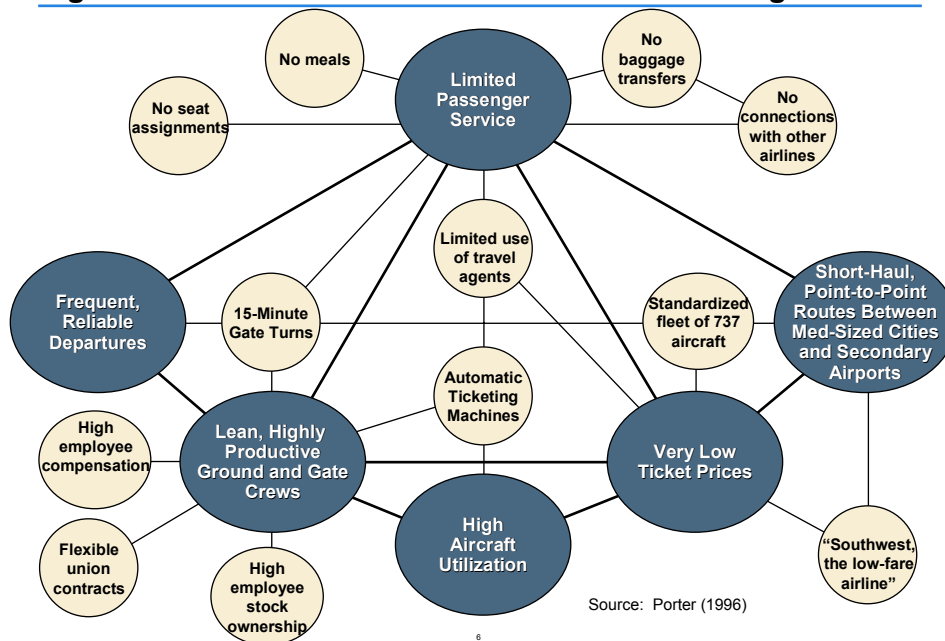 No meals
Limited
Passenger
Service
No
baggage
transfers
No seat
assignments
No
connections
with other
airlines
Limited use
of travel
agents
Frequent,
Reliable
Departures
15-Minute
Gate Turns
Standardized
fleet of 737
aircraft
Short-Haul,
Point-to-Point
Routes Between
Med-Sized Cities
and Secondary
Airports
Automatic
Ticketing
Machines
High
employee
compensation
Lean, Highly
Productive
Ground and Gate
Crews
Very Low
Ticket Prices
High
Aircraft
Utilization
Flexible
union
contracts
High
employee
stock
ownership
“Southwest,
the low-fare
airline”
Source: Porter (1996)
6